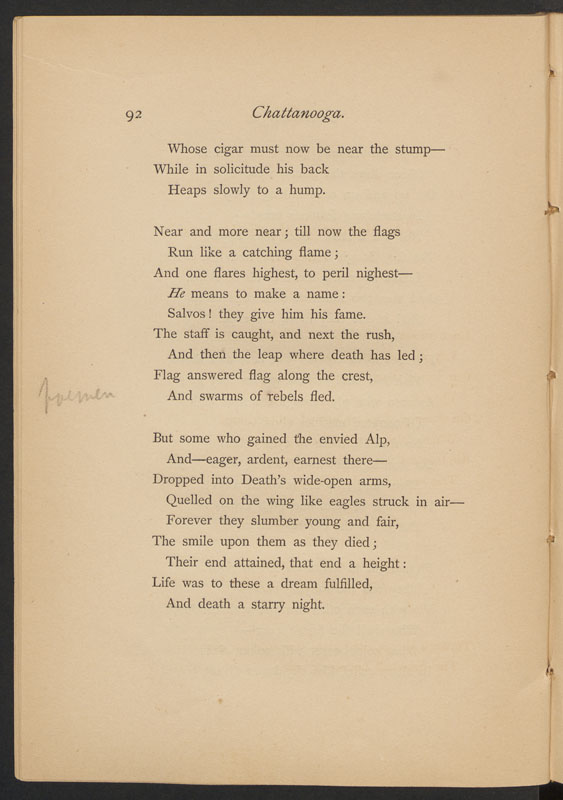 92
Chattanooga.
Whose cigar must now be near the stump—
While in solicitude his back
Heaps slowly to a hump.
Near and more near; till now the flags
Run like a catching flame;
And one flares highest, to peril nighest—
He means to make a name:
Salvos! they give him his fame.
The staff is caught, and next the rush,
And then the leap where death has led;
Flag answered flag along the crest,
And swarms of rebels fled.
foemen
But some who gained the envied Alp,
And—eager, ardent, earnest there—
Dropped into Death's wide-open arms,
Quelled on the wing like eagles struck in air—
Forever they slumber young and fair,
The smile upon them as they died;
Their end attained, that end a height:
Life was to these a dream fulfilled,
And death a starry night.